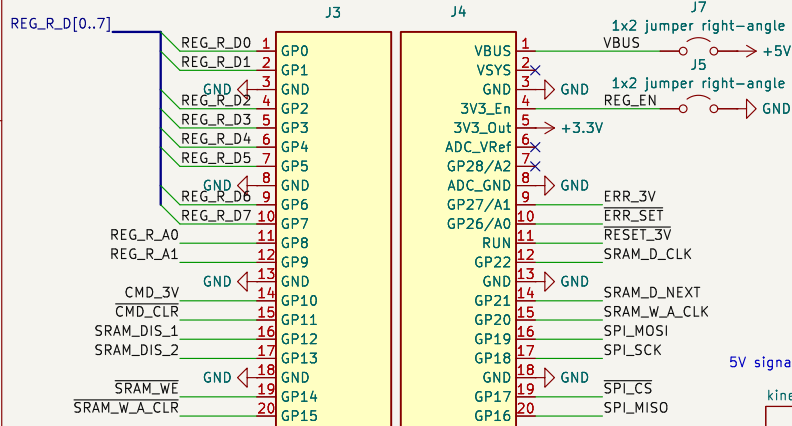 J3 J4 J7
REG_R_D[0..7] 1x2 jumper right-angle
REG_R_D0 1 GP0 VBUS 1 VBUS +5V
REG_R_D1 2 GP1 VSYS 2 J5
GND 3 GND GND 3 GND 1x2 jumper right-angle
REG_R_D2 4 GP2 3V3_En 4 REG_EN GND
REG_R_D3 5 GP3 3V3_Out 5 +3.3V
REG_R_D4 6 GP4 ADC_VRef 6
REG_R_D5 7 GP5 GP28/A2 7
GND 8 GND ADC_GND 8 GND
REG_R_D6 9 GP6 GP27/A1 9 ERR_3V
REG_R_D7 10 GP7 GP26/A0 10 ERR_SET
REG_R_A0 11 GP8 RUN 11 RESET_3V
REG_R_A1 12 GP9 GP22 12 SRAM_D_CLK
GND 13 GND GND 13 GND
CMD_3V 14 GP10 GP21 14 SRAM_D_NEXT
CMD_CLR 15 GP11 GP20 15 SRAM_W_A_CLK
SRAM_DIS_1 16 GP12 GP19 16 SPI_MOSI
SRAM_DIS_2 17 GP13 GP18 17 SPI_SCK
5V signa
GND 18 GND GND 18 GND
SRAM_WE 19 GP14 GP17 19 SPI_CS kine
SRAM_W_A_CLR 20 GP15 GP16 20 SPI_MISO